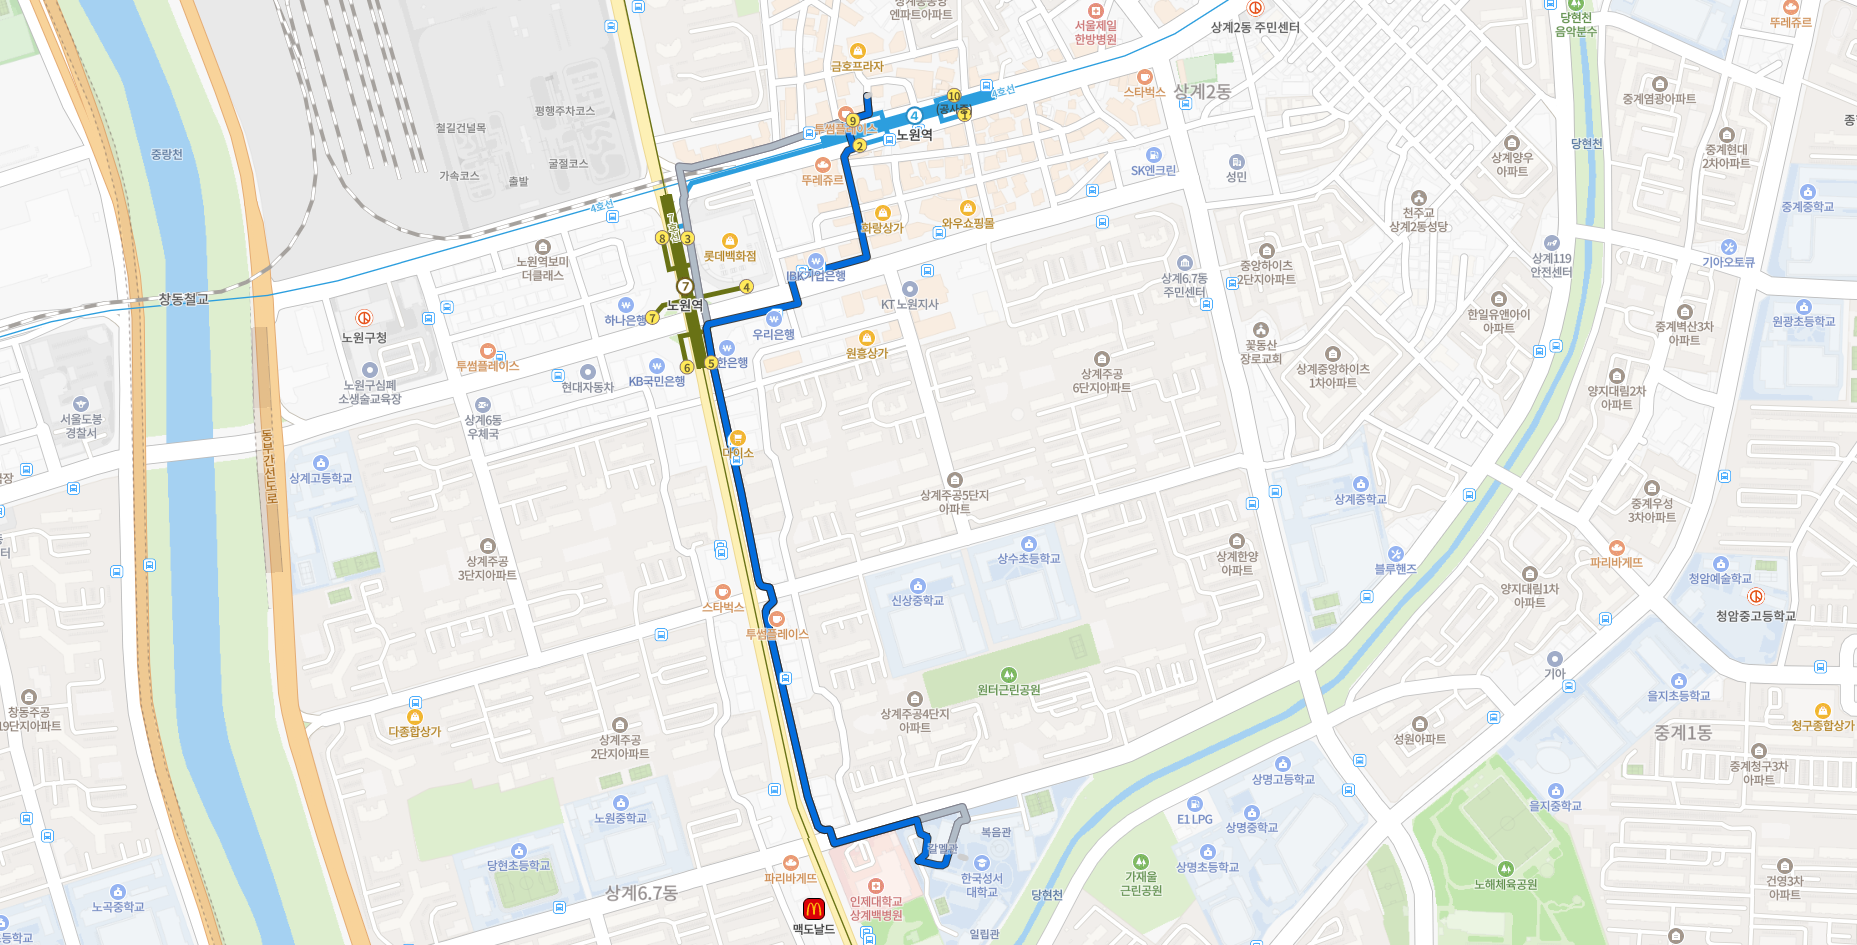 엔파트아파트
서울제일
한방병원
상계2동 주민센터
당현천
음악분수
뚜레쥬르
금호프라자
4호선
스타벅스
상계2동
중계염광아파트
평행주차코스
철길건널목
굴절코스
가속코스
출발
중랑천
10
(공사중)
1
9
투썸플레이스
4
노원역
2
뚜레쥬르
SK엔크린
성민
상계양우
아파트
당현천
중계현대
2차아파트
종
중계중학교
4호선
7호선
8
3
롯데백화점
화랑상가
와우쇼핑몰
천주교
상계2동성당
노원역보미
더클래스
IBK기업은행
상계6.7동
주민센터
중앙하이츠
2단지아파트
상계119
안전센터
기아오토큐
창동철교
7
노원역
4
7
하나은행
KT 노원지사
한일유앤아이
아파트
중계벽산3차
아파트
원광초등학교
노원구청
우리은행
원흥상가
꽃동산
장로교회
투썸플레이스
신한은행
5
6
KB국민은행
현대자동차
노원구심폐
소생술교육장
상계주공
6단지아파트
상계중앙하이츠
1차아파트
양지대림2차
아파트
서울도봉
경찰서
상계6동
우체국
다이소
동부간선도로
상계고등학교
상계주공5단지
아파트
상계중학교
중계우성
3차아파트
상계주공
3단지아파트
상수초등학교
상계한양
아파트
블루핸즈
파리바게뜨
신상중학교
양지대림1차
아파트
청암예술학교
청암중고등학교
스타벅스
투썸플레이스
원터근린공원
기아
을지초등학교
창동주공
19단지아파트
다종합상가
상계주공
2단지아파트
상계주공4단지
아파트
성원아파트
중계1동
청구종합상가
중계청구3차
아파트
상명고등학교
을지중학교
노원중학교
E1 LPG
상명중학교
복음관
갈멜관
당현초등학교
한국성서
대학교
상명초등학교
가재울
근린공원
노해체육공원
건영3차
아파트
파리바게뜨
상계6.7동
당현천
인제대학교
상계백병원
노곡중학교
맥도날드
일립관